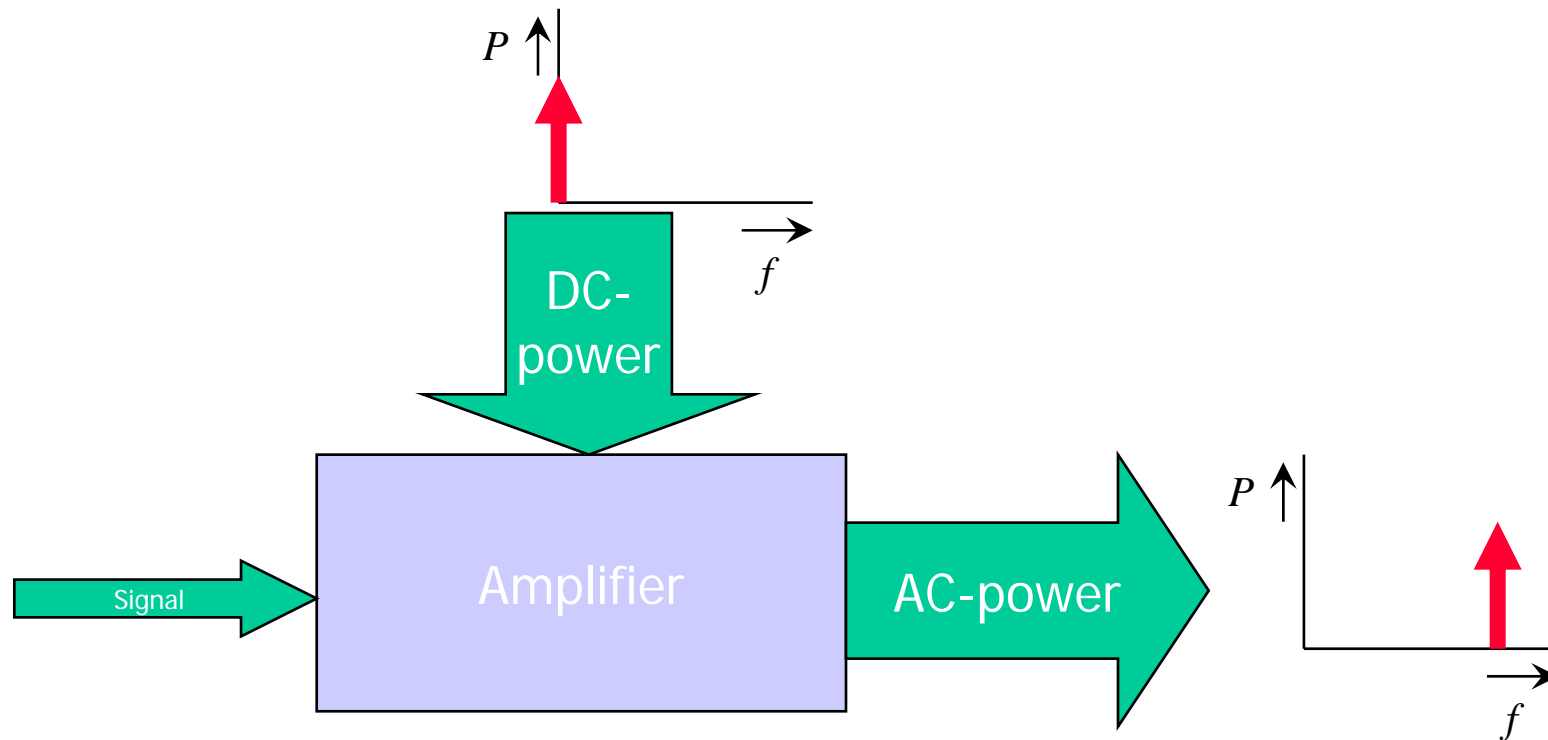 P
f
DC-
power
Signal
Amplifier
AC-power
P
f